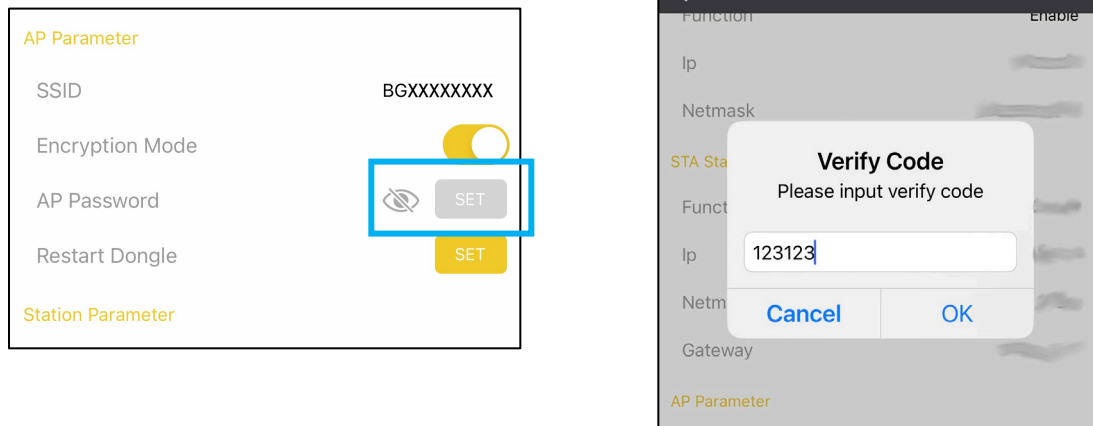 AP Parameter
SSID BGXXXXXXXX
Encryption Mode
AP Password SET
Restart Dongle SET
Station Parameter
Function Enable
Ip
Netmask
STA Sta
Funct
Ip
Netm
Gateway
AP Parameter
Verify Code
Please input verify code
123123
Cancel OK